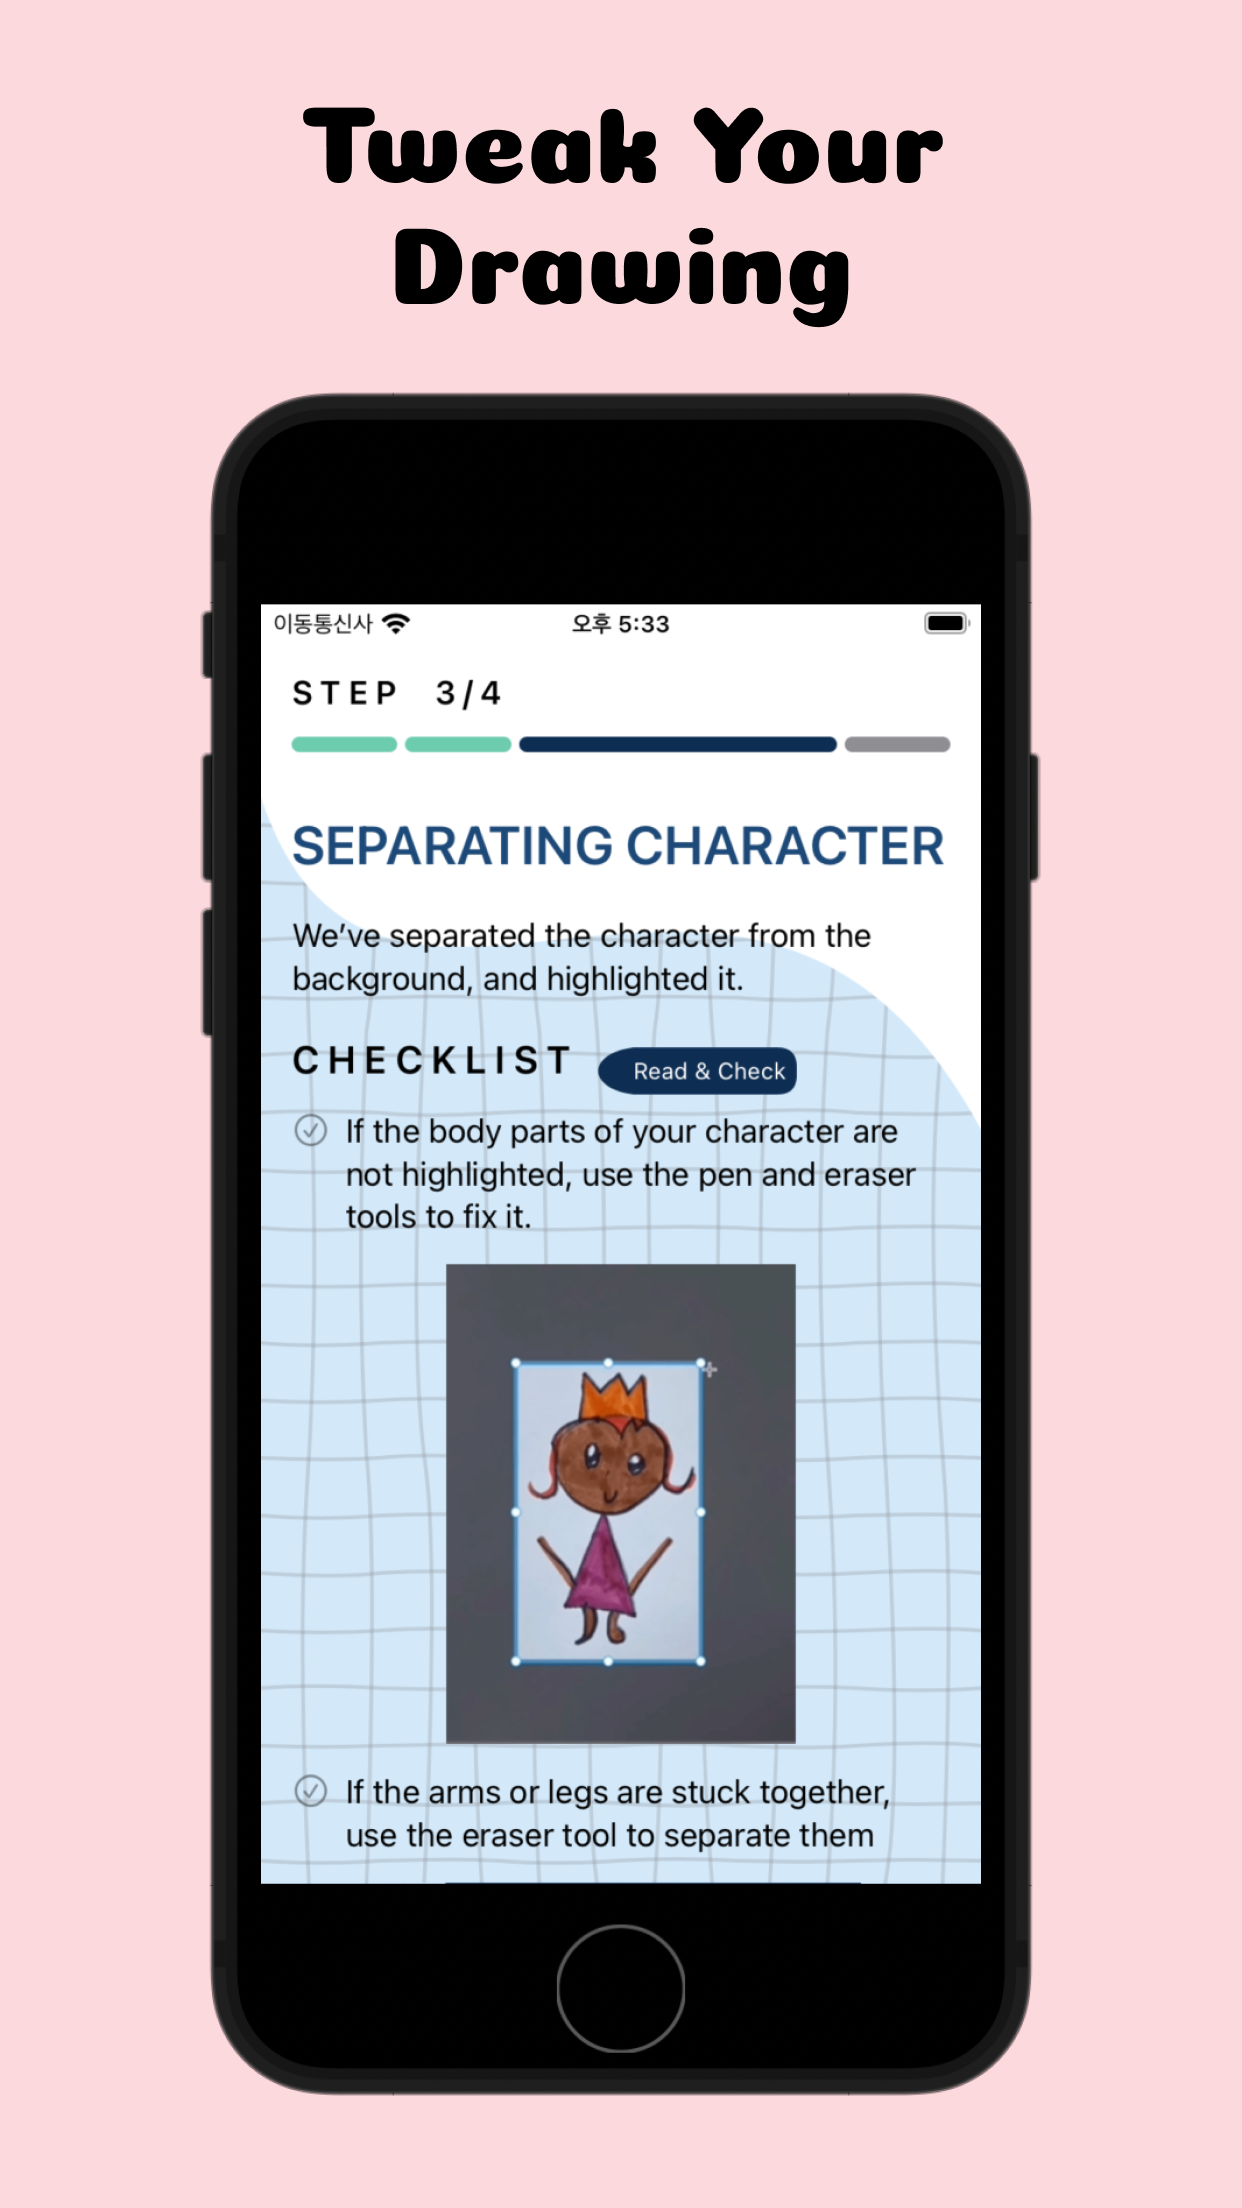 Tweak Your
Drawing
이동통신사 오후 5:33
STEP 3/4
SEPARATING CHARACTER
We've separated the character from the
background, and highlighted it.
CHECKLIST Read & Check
If the body parts of your character are
not highlighted, use the pen and eraser
tools to fix it.
If the arms or legs are stuck together,
use the eraser tool to separate them